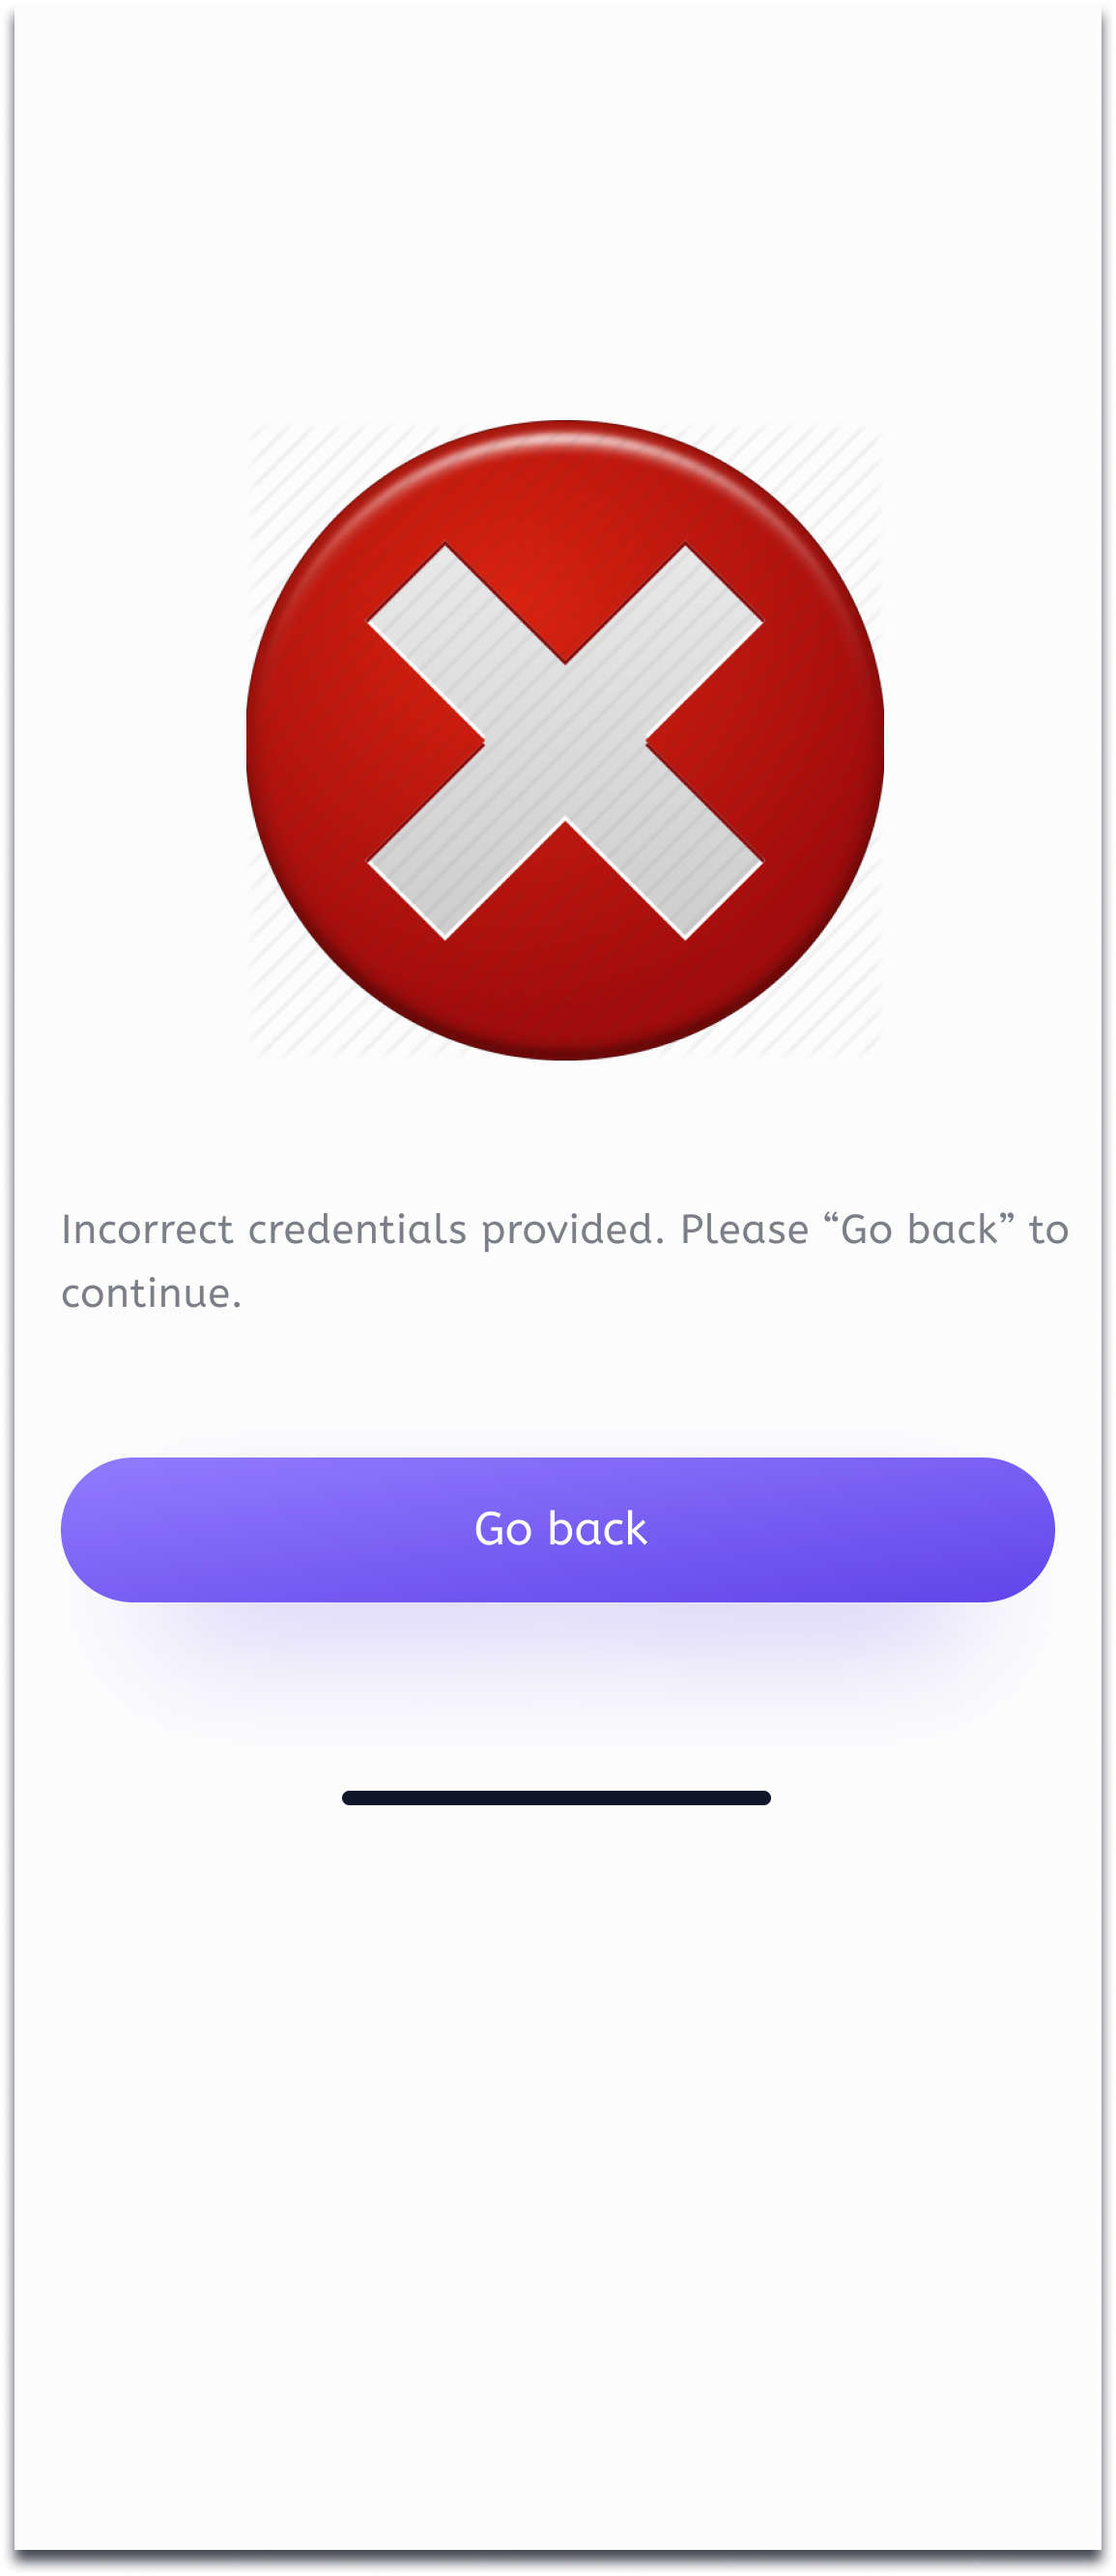 Incorrect credentials provided. Please “Go back” to
continue.
Go back